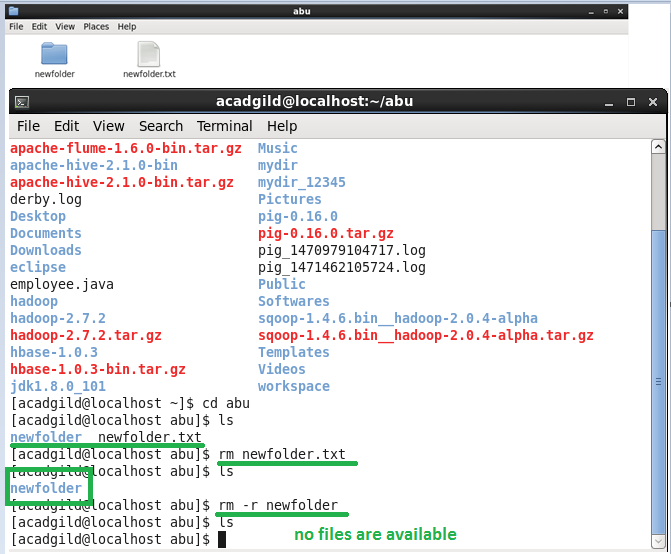 abu
File Edit View Places Help
newfolder newfolder.txt
acadgild@localhost:~/abu
File Edit View Search Terminal Help
apache-flume-1.6.0-bin.tar.gz Music
apache-hive-2.1.0-bin mydir
apache-hive-2.1.0-bin.tar.gz mydir_12345
derby.log Pictures
Desktop pig-0.16.0
Documents pig-0.16.0.tar.gz
Downloads pig_1470979104717.log
eclipse pig_1471462105724.log
employee.java Public
hadoop Softwares
hadoop-2.7.2 sqoop-1.4.6.bin__hadoop-2.0.4-alpha
hadoop-2.7.2.tar.gz sqoop-1.4.6.bin__hadoop-2.0.4-alpha.tar.gz
hbase-1.0.3 Templates
hbase-1.0.3-bin.tar.gz Videos
jdk1.8.0_101 workspace
[acadgild@localhost ~]$ cd abu
[acadgild@localhost abu]$ ls
newfolder newfolder.txt
[acadgild@localhost abu]$ rm newfolder.txt
[acadgild@localhost abu]$ ls
newfolder
[acadgild@localhost abu]$ rm -r newfolder
[acadgild@localhost abu]$ ls
no files are available
[acadgild@localhost abu]$